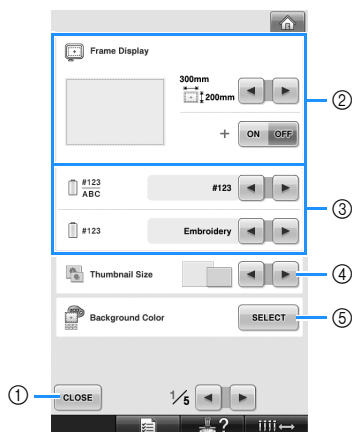 Frame Display
300mm
200mm
②
+ ON OFF
#123
ABC
#123
③
#123
Embroidery
Thumbnail Size
④
Background Color
SELECT
⑤
①
CLOSE
1/5
?